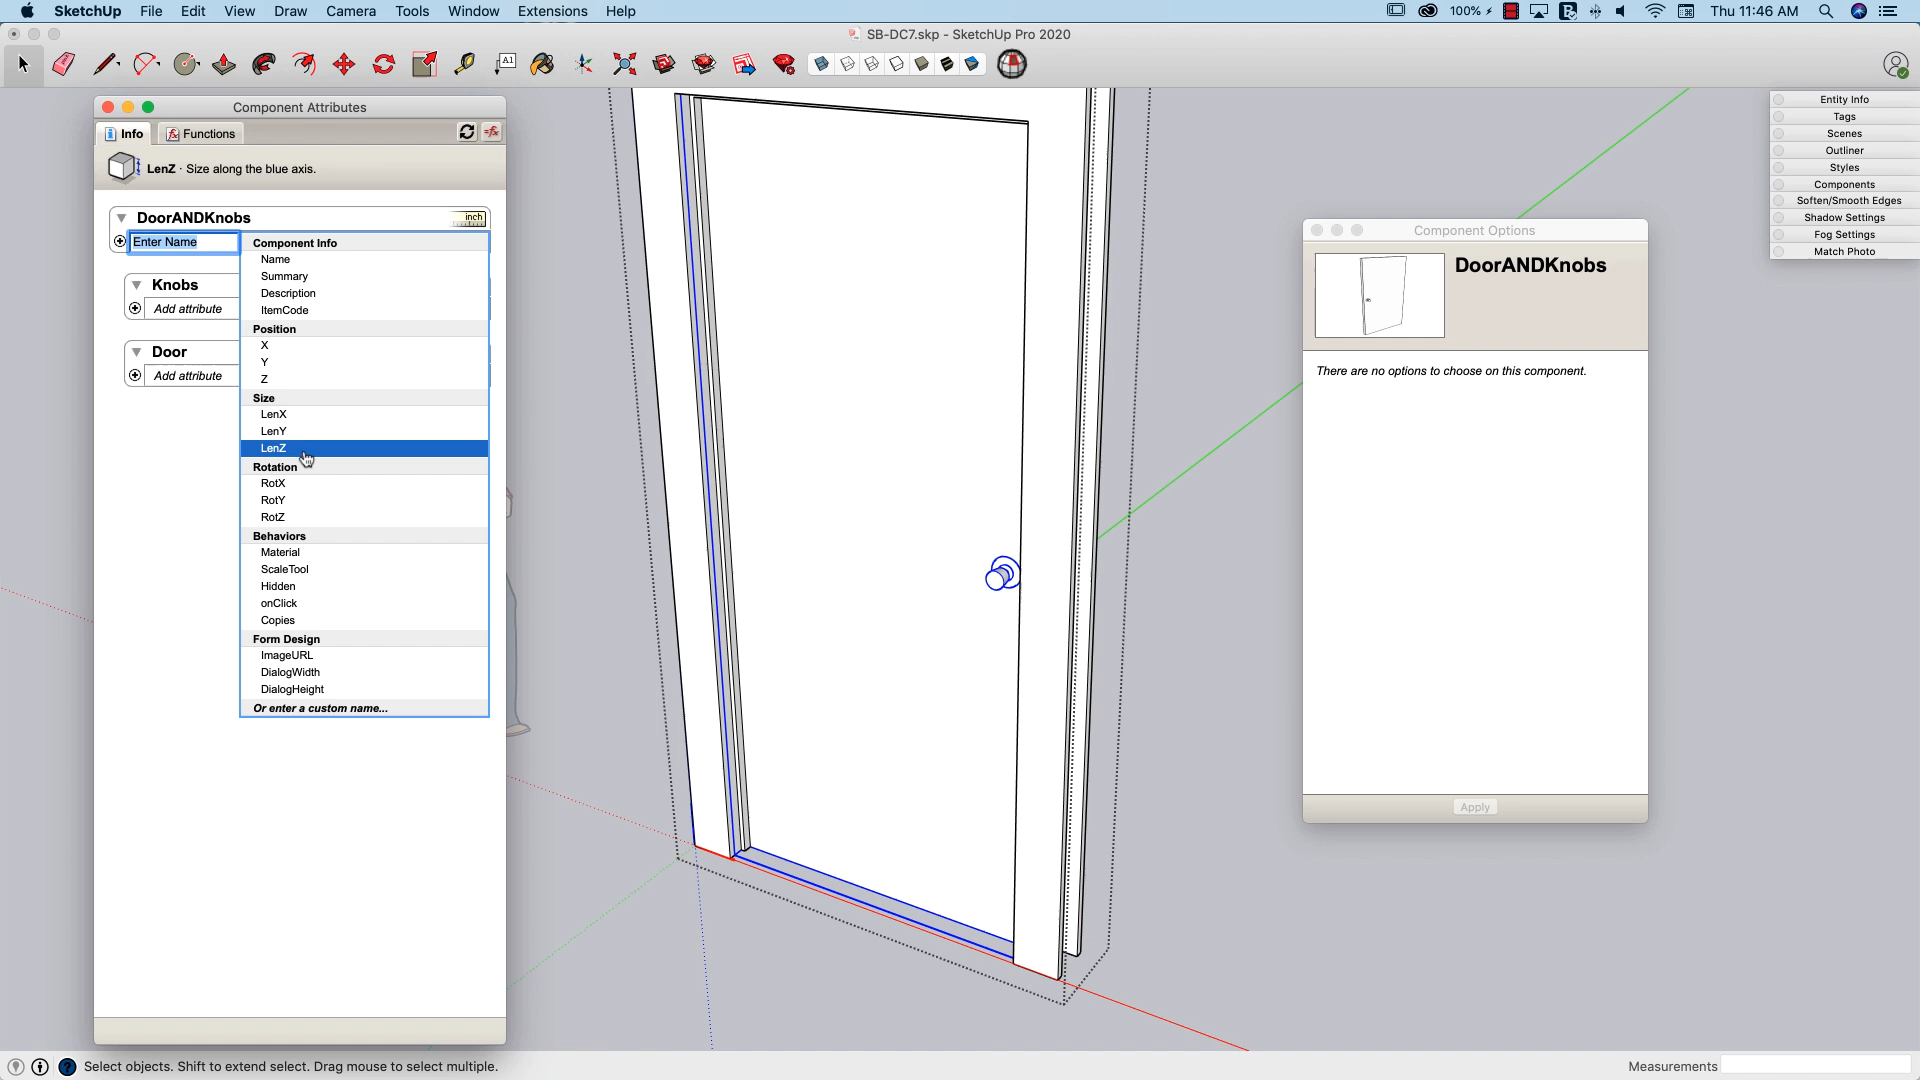 SketchUp File Edit View Draw Camera Tools Window Extensions Help
100% Thu 11:46 AM
SB-DC7.skp - SketchUp Pro 2020
A1
Component Attributes
Info
Functions
LenZ · Size along the blue axis.
DoorANDKnobs
inch
Enter Name
Knobs
Add attribute
Door
Add attribute
Component Info
Name
Summary
Description
ItemCode
Position
X
Y
Z
Size
LenX
LenY
LenZ
Rotation
RotX
RotY
RotZ
Behaviors
Material
ScaleTool
Hidden
onClick
Copies
Form Design
ImageURL
DialogWidth
DialogHeight
Or enter a custom name...
Component Options
DoorANDKnobs
There are no options to choose on this component.
Apply
Entity Info
Tags
Scenes
Outliner
Styles
Components
Soften/Smooth Edges
Shadow Settings
Fog Settings
Match Photo
Select objects. Shift to extend select. Drag mouse to select multiple.
Measurements